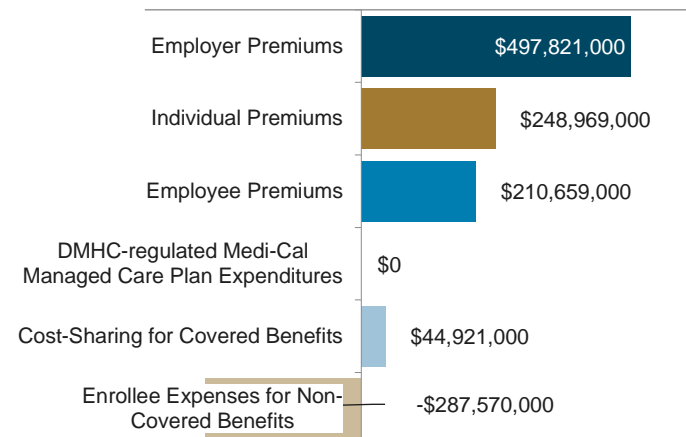 Employer Premiums $497,821,000
Individual Premiums $248,969,000
Employee Premiums $210,659,000
DMHC-regulated Medi-Cal
Managed Care Plan Expenditures $0
Cost-Sharing for Covered Benefits $44,921,000
Enrollee Expenses for Non-
Covered Benefits -$287,570,000